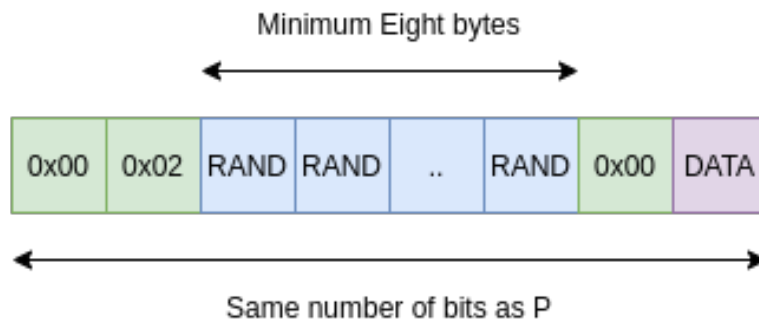 Minimum Eight bytes
0x00 0x02 RAND RAND .. RAND 0x00 DATA
Same number of bits as P